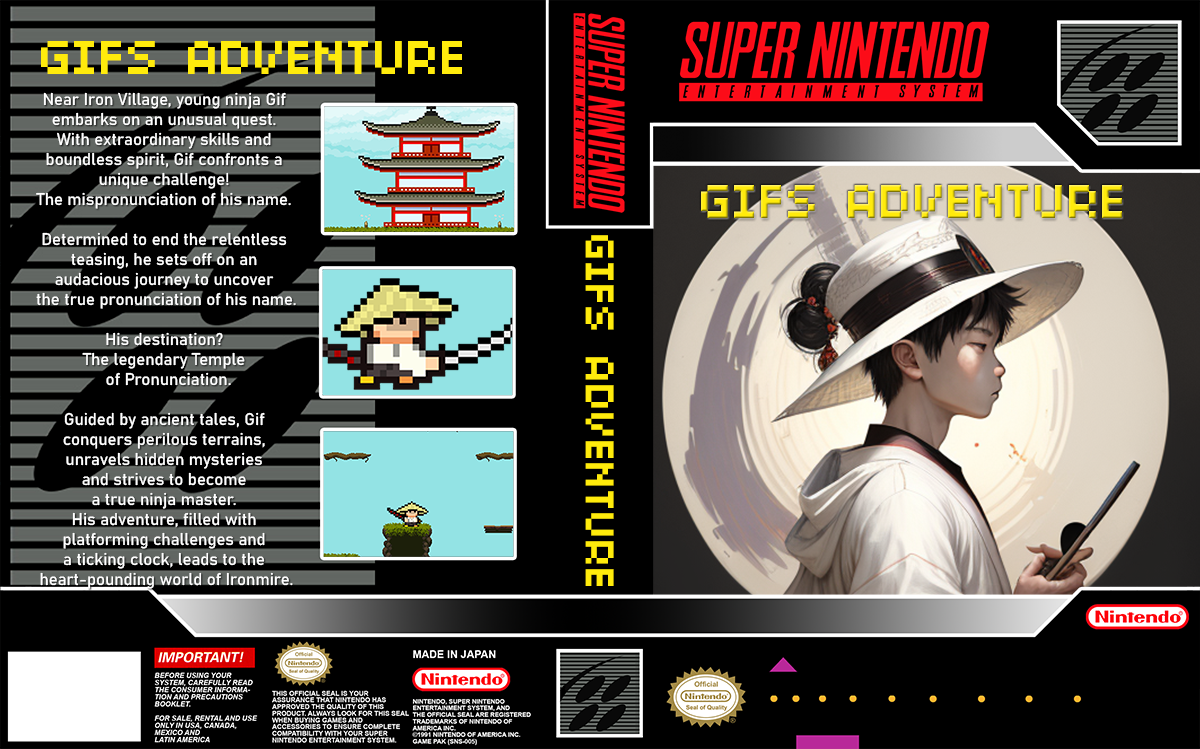 GIFS ADVENTURE
Near Iron Village, young ninja Gif
embarks on an unusual quest.
With extraordinary skills and
boundless spirit, Gif confronts a
unique challenge!
The mispronunciation of his name.
Determined to end the relentless
teasing, he sets off on an
audacious journey to uncover
the true pronunciation of his name.
His destination?
The legendary Temple
of Pronunciation.
Guided by ancient tales, Gif
conquers perilous terrains,
unravels hidden mysteries
and strives to become
a true ninja master.
His adventure, filled with
platforming challenges and
a ticking clock, leads to the
heart-pounding world of Ironmire.
IMPORTANT!
BEFORE USING YOUR
SYSTEM, CAREFULLY READ
THE CONSUMER INFORMA-
TION AND PRECAUTIONS
BOOKLET.
FOR SALE, RENTAL AND USE
ONLY IN USA, CANADA,
MEXICO AND
LATIN AMERICA
Official
Nintendo
Seal of Quality
THIS OFFICIAL SEAL IS YOUR
ASSURANCE THAT NINTENDO HAS
APPROVED THE QUALITY OF THIS
PRODUCT. ALWAYS LOOK FOR THIS SEAL
WHEN BUYING GAMES AND
ACCESSORIES TO ENSURE COMPLETE
COMPATIBILITY WITH YOUR SUPER
NINTENDO ENTERTAINMENT SYSTEM.
MADE IN JAPAN
Nintendo®
NINTENDO, SUPER NINTENDO
ENTERTAINMENT SYSTEM, AND
THE OFFICIAL SEAL ARE REGISTERED
TRADEMARKS OF NINTENDO OF
AMERICA INC.
©1991 NINTENDO OF AMERICA INC.
GAME PAK (SNS-005)
SUPER NINTENDO
ENTERTAINMENT SYSTEM
GIFS ADVENTURE
SUPER NINTENDO
ENTERTAINMENT SYSTEM
GIFS ADVENTURE
Nintendo®
Official
Nintendo
Seal of Quality
®